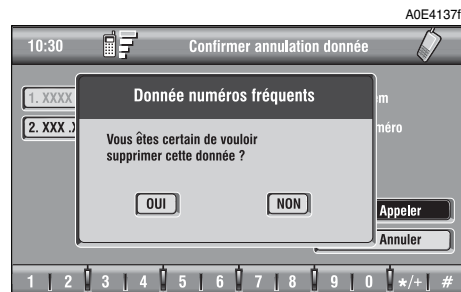 A0E4137f
10:30 Confirmer annulation donnée
Donnée numéros fréquents
1. XXXX
2. XXX .
Vous êtes certain de vouloir
supprimer cette donnée ?
OUI NON
Appeler
Annuler
1 2 3 4 5 6 7 8 9 0 */+ #